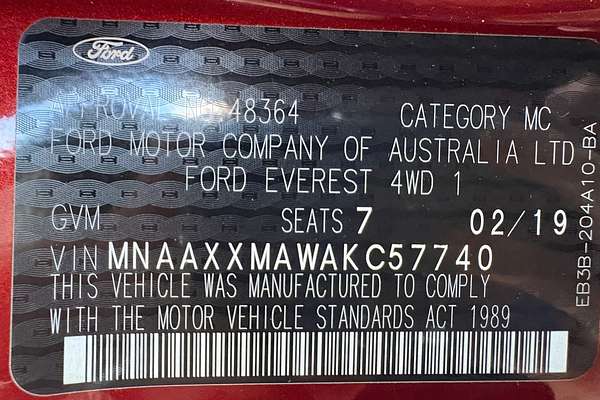 Ford
APPROVAL No 48364 CATEGORY MC
FORD MOTOR COMPANY OF AUSTRALIA LTD
FORD EVEREST 4WD 1
GVM SEATS 7 02/19
VIN MNAAXXMAWAKC57740
THIS VEHICLE WAS MANUFACTURED TO COMPLY
WITH THE MOTOR VEHICLE STANDARDS ACT 1989
EB3B-204A10-BA